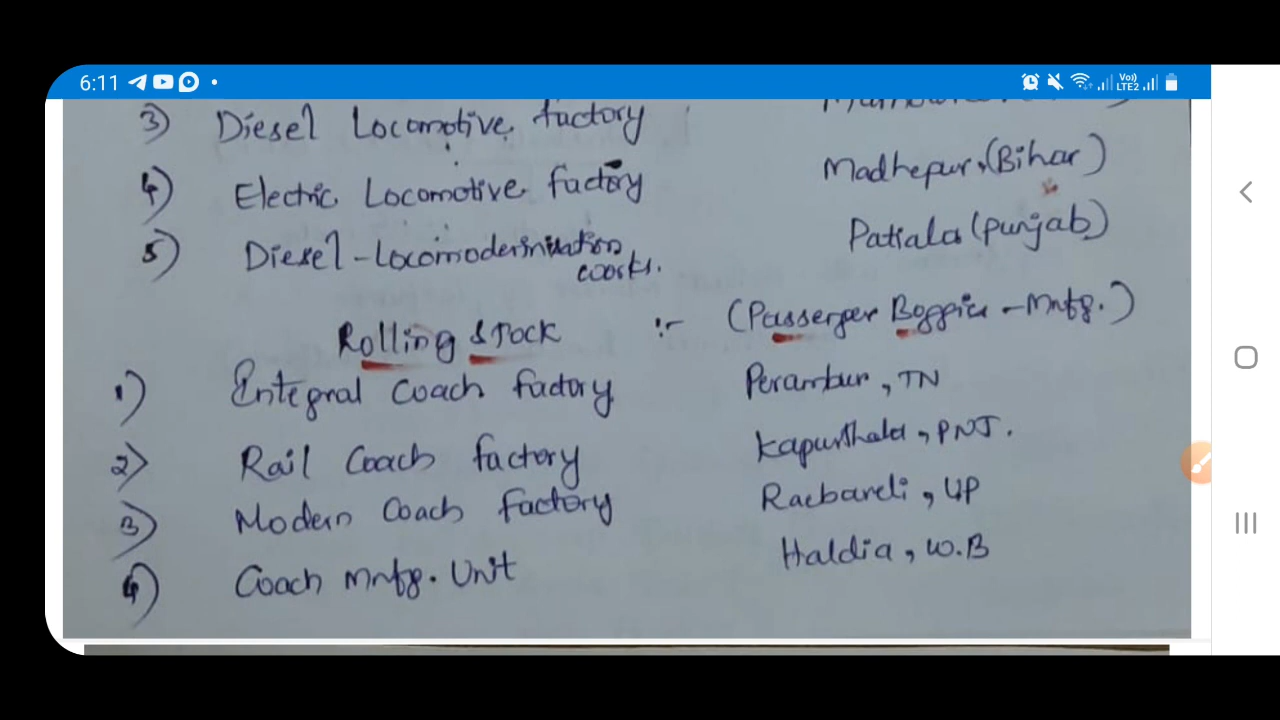 6:11
Vo))
LTE2
3) Diesel Locomotive factory
4) Electric Locomotive factory Madhepur, (Bihar)
5) Diesel-Locomodernisation Patiala (Punjab)
works.
Rolling Stock :- (Passenger Boggies - Mnfg.)
1) Integral Coach factory Perambur, TN
2) Rail Coach factory Kapurthala, PNJ.
3) Modern Coach Factory Raebareli, UP
4) Coach Mnfg. Unit Haldia, W.B